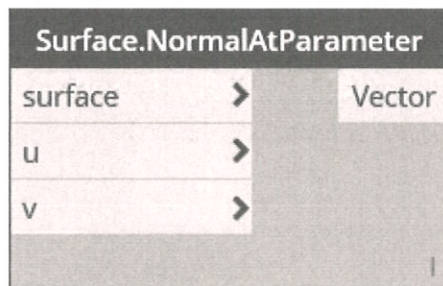 Surface.NormalAtParameter
surface > Vector
u >
v >
|